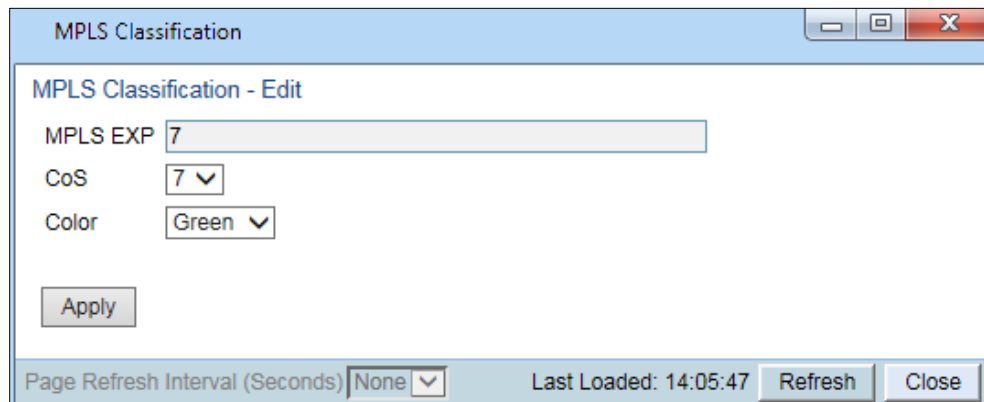 MPLS Classification
MPLS Classification - Edit
MPLS EXP 7
CoS 7
Color Green
Apply
Page Refresh Interval (Seconds) None Last Loaded: 14:05:47 Refresh Close